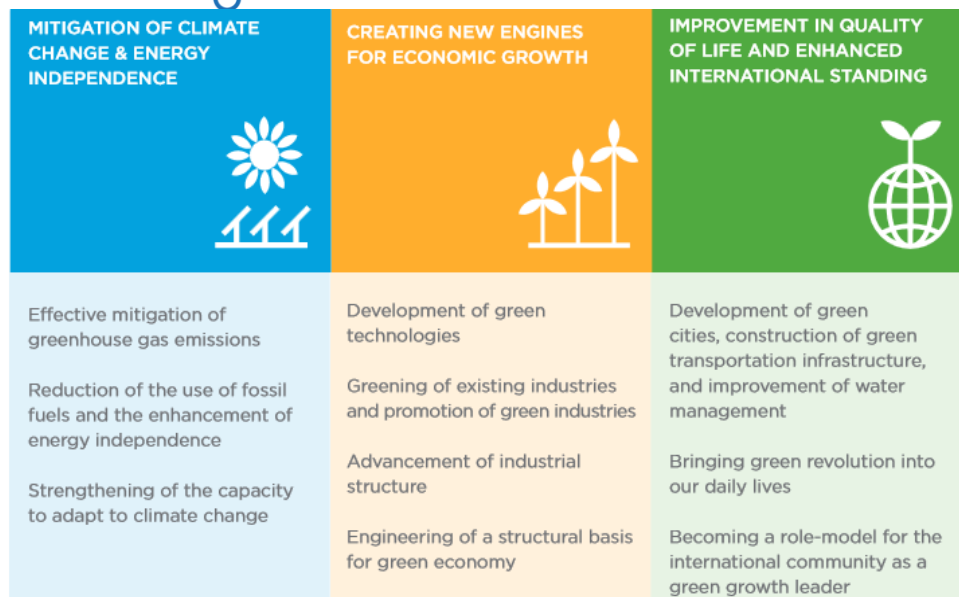 MITIGATION OF CLIMATE
CHANGE & ENERGY
INDEPENDENCE
Effective mitigation of
greenhouse gas emissions
Reduction of the use of fossil
fuels and the enhancement of
energy independence
Strengthening of the capacity
to adapt to climate change
CREATING NEW ENGINES
FOR ECONOMIC GROWTH
Development of green
technologies
Greening of existing industries
and promotion of green industries
Advancement of industrial
structure
Engineering of a structural basis
for green economy
IMPROVEMENT IN QUALITY
OF LIFE AND ENHANCED
INTERNATIONAL STANDING
Development of green
cities, construction of green
transportation infrastructure,
and improvement of water
management
Bringing green revolution into
our daily lives
Becoming a role-model for the
international community as a
green growth leader